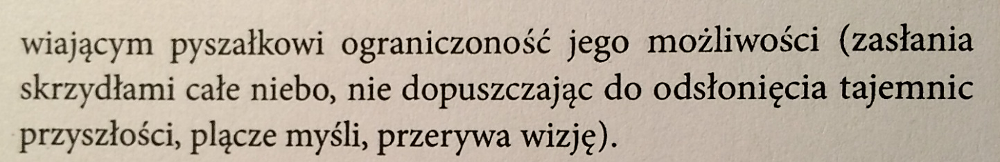 wiającym pyszałkowi ograniczoność jego możliwości (zasłania
skrzydłami całe niebo, nie dopuszczając do odsłonięcia tajemnic
przyszłości, plącze myśli, przerywa wizję).